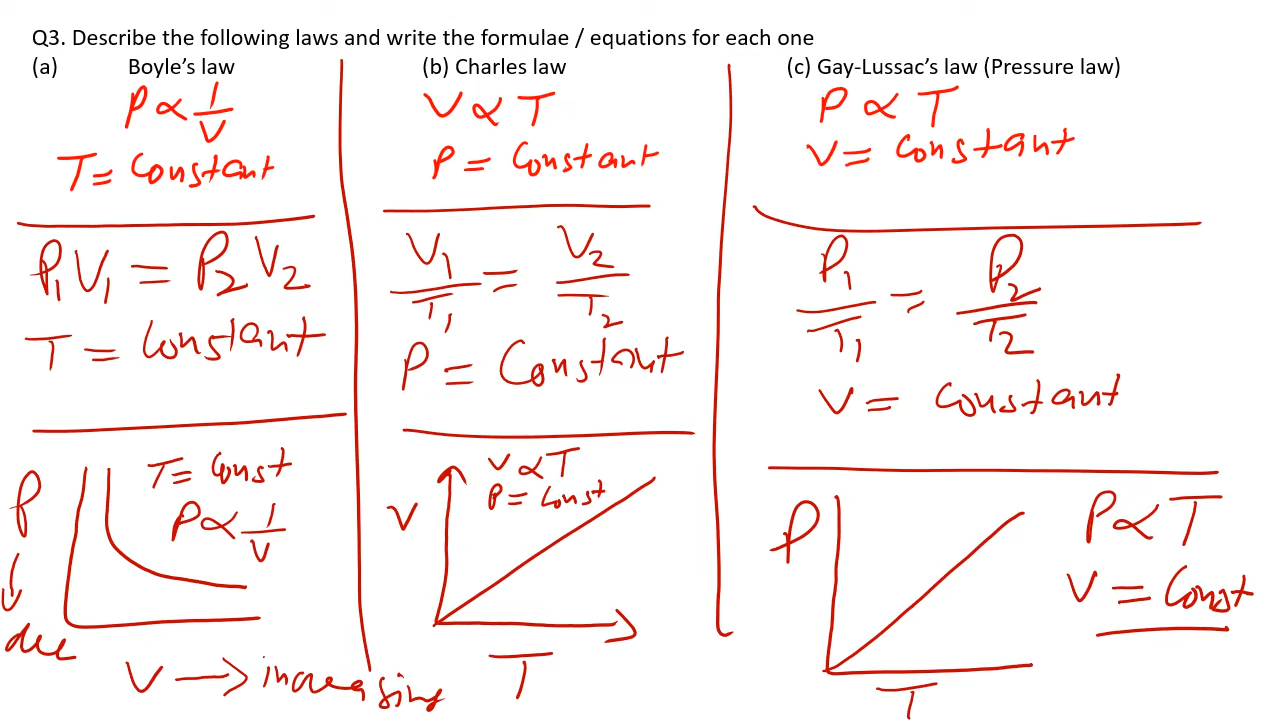 Q3. Describe the following laws and write the formulae / equations for each one
(a) Boyle's law
P ∝ 1/V
T = Constant
P₁V₁ = P₂V₂
T = Constant
T = Const
P ∝ 1/V
P
↓
dec
V → increasing
(b) Charles law
V ∝ T
P = Constant
V₁/T₁ = V₂/T₂
P = Constant
V ∝ T
P = Const
V
T
(c) Gay-Lussac's law (Pressure law)
P ∝ T
V = Constant
P₁/T₁ = P₂/T₂
V = Constant
P
P ∝ T
V = Const
T